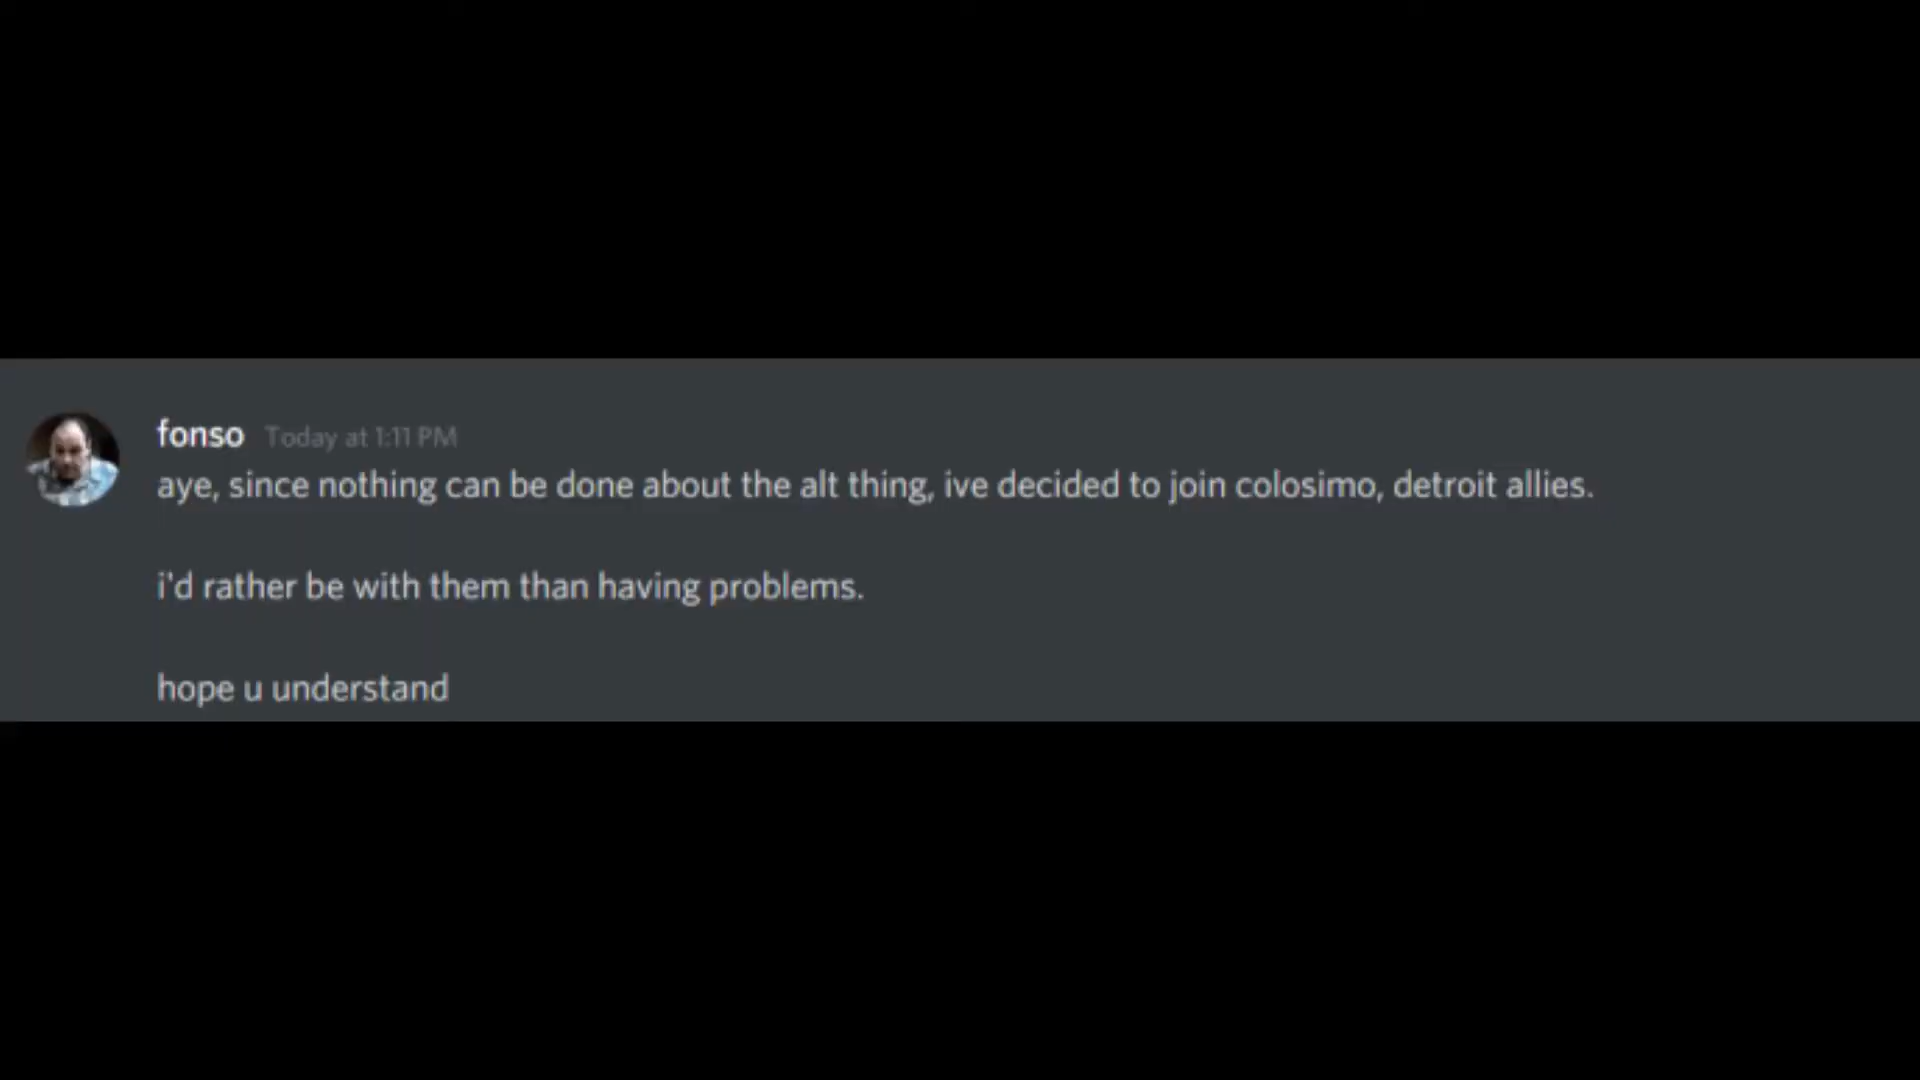 fonso Today at 1:11 PM
aye, since nothing can be done about the alt thing, ive decided to join colosimo, detroit allies.
i'd rather be with them than having problems.
hope u understand